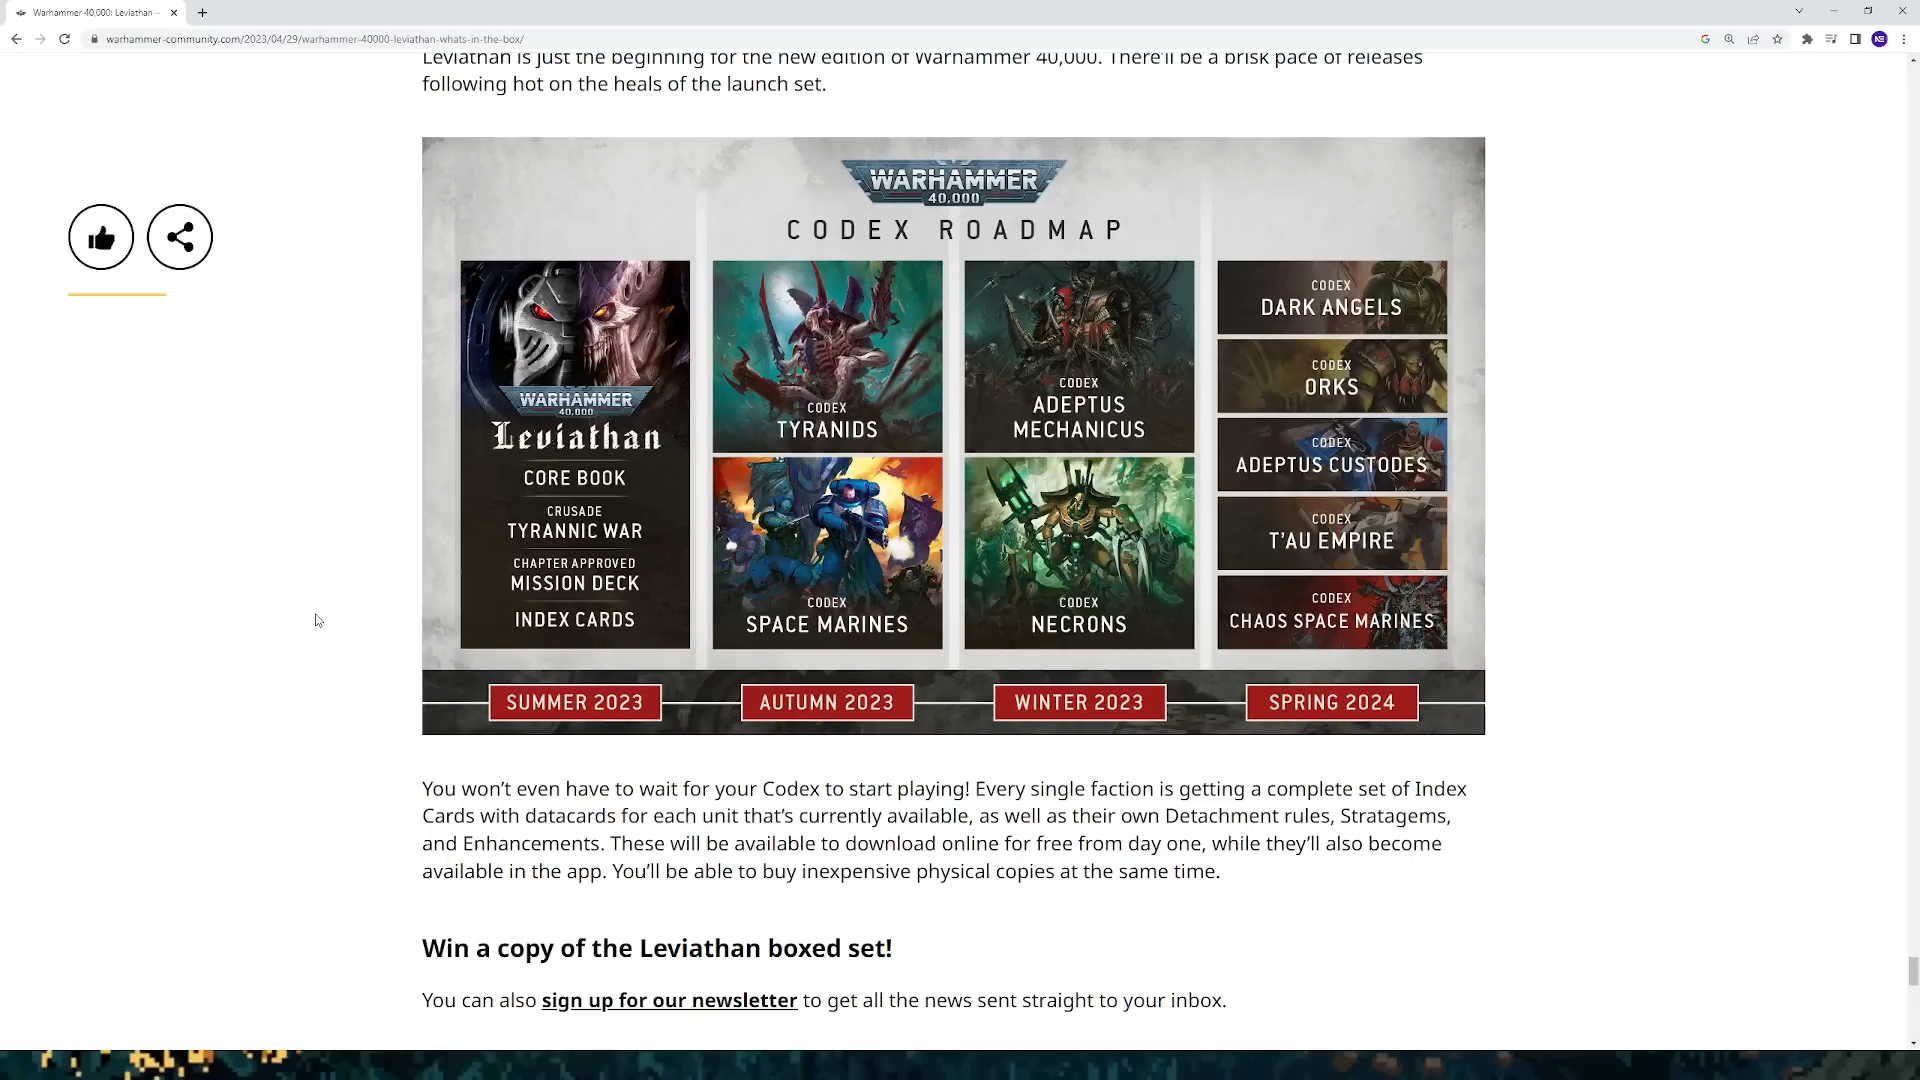 Warhammer 40,000: Leviathan –
warhammer-community.com/2023/04/29/warhammer-40000-leviathan-whats-in-the-box/
NE
Leviathan is just the beginning for the new edition of Warhammer 40,000. There'll be a brisk pace of releases
following hot on the heals of the launch set.
WARHAMMER
40,000
CODEX ROADMAP
WARHAMMER
40,000
Leviathan
CORE BOOK
CRUSADE
TYRANNIC WAR
CHAPTER APPROVED
MISSION DECK
INDEX CARDS
SUMMER 2023
CODEX
TYRANIDS
CODEX
SPACE MARINES
AUTUMN 2023
CODEX
ADEPTUS
MECHANICUS
CODEX
NECRONS
WINTER 2023
CODEX
DARK ANGELS
CODEX
ORKS
CODEX
ADEPTUS CUSTODES
CODEX
T'AU EMPIRE
CODEX
CHAOS SPACE MARINES
SPRING 2024
You won't even have to wait for your Codex to start playing! Every single faction is getting a complete set of Index
Cards with datacards for each unit that's currently available, as well as their own Detachment rules, Stratagems,
and Enhancements. These will be available to download online for free from day one, while they'll also become
available in the app. You'll be able to buy inexpensive physical copies at the same time.
Win a copy of the Leviathan boxed set!
You can also sign up for our newsletter to get all the news sent straight to your inbox.